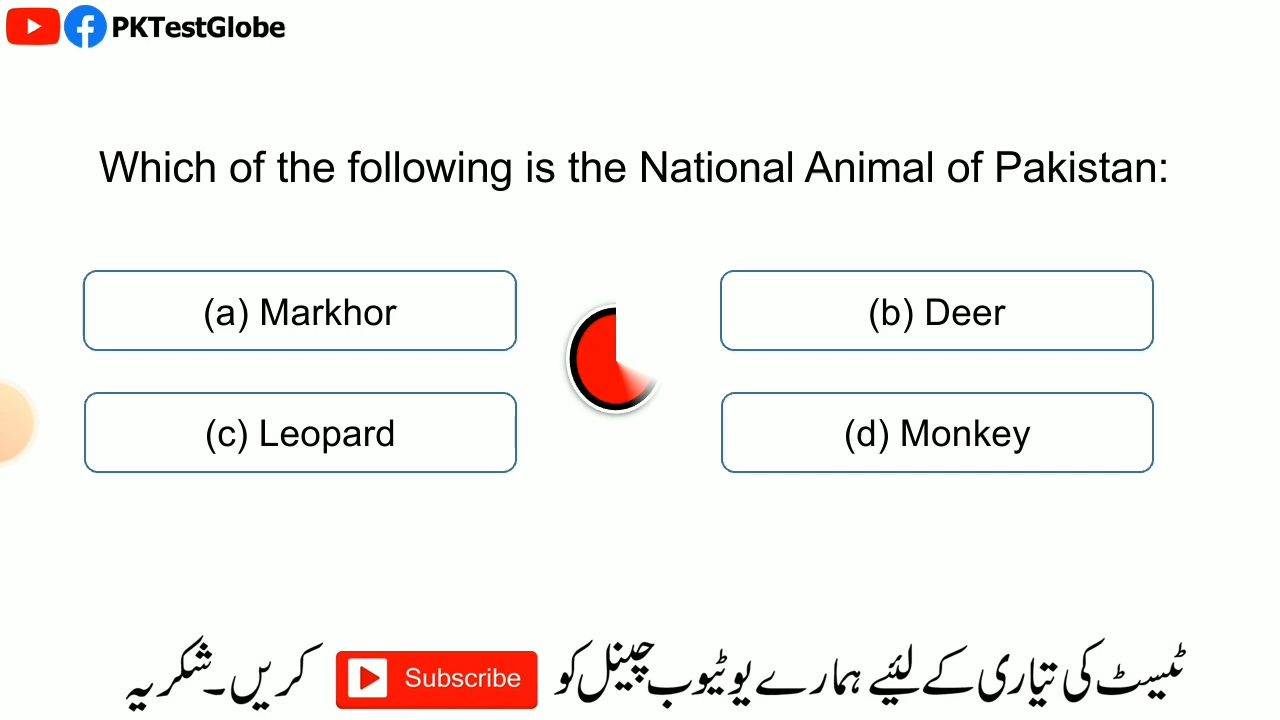 PKTestGlobe
Which of the following is the National Animal of Pakistan:
(a) Markhor
(b) Deer
(c) Leopard
(d) Monkey
ٹیسٹ کی تیاری کے لئیے ہمارے یوٹیوب چینل کو Subscribe کریں۔شکریہ